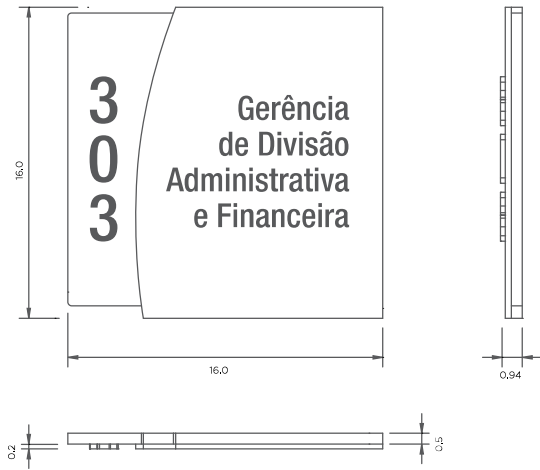 3
0
3
Gerência
de Divisão
Administrativa
e Financeira
16.0
16.0
0.94
0.2
0.5